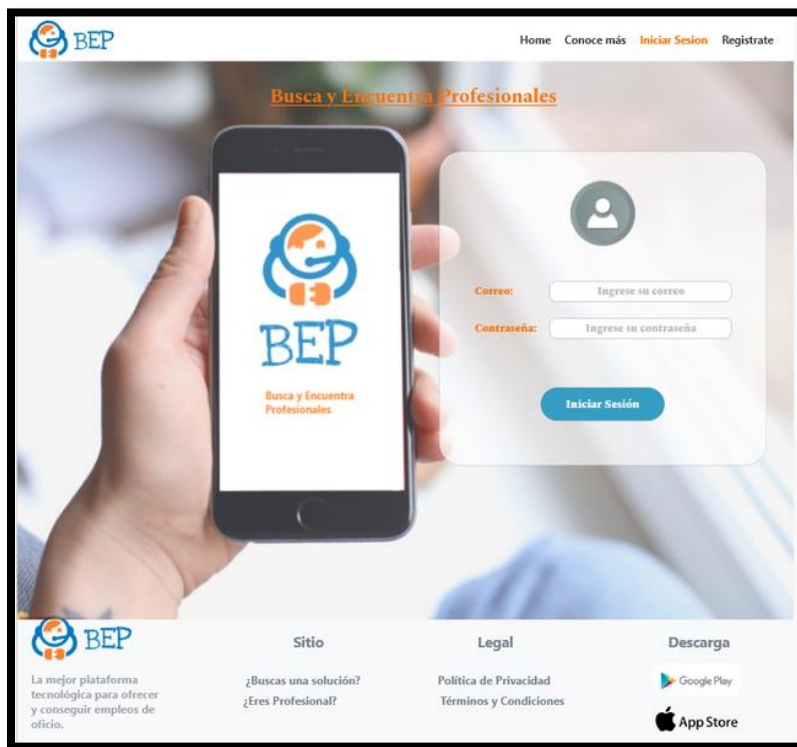 BEP
Home Conoce más Iniciar Sesion Registrate
Busca y Encuentra Profesionales
BEP
Busca y Encuentra
Profesionales
Correo: Ingrese su correo
Contraseña: Ingrese su contraseña
Iniciar Sesión
BEP
La mejor plataforma
tecnológica para ofrecer
y conseguir empleos de
oficio.
Sitio
¿Buscas una solución?
¿Eres Profesional?
Legal
Política de Privacidad
Términos y Condiciones
Descarga
Google Play
App Store